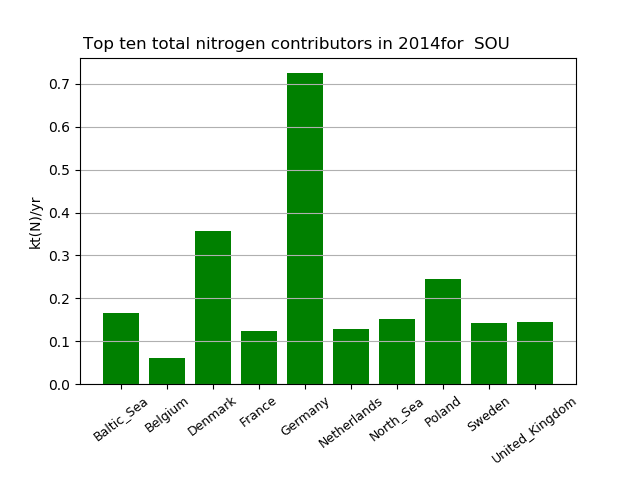 Top ten total nitrogen contributors in 2014for  SOU
kt(N)/yr
0.7
0.6
0.5
0.4
0.3
0.2
0.1
0.0
Baltic_Sea
Belgium
Denmark
France
Germany
Netherlands
North_Sea
Poland
Sweden
United_Kingdom